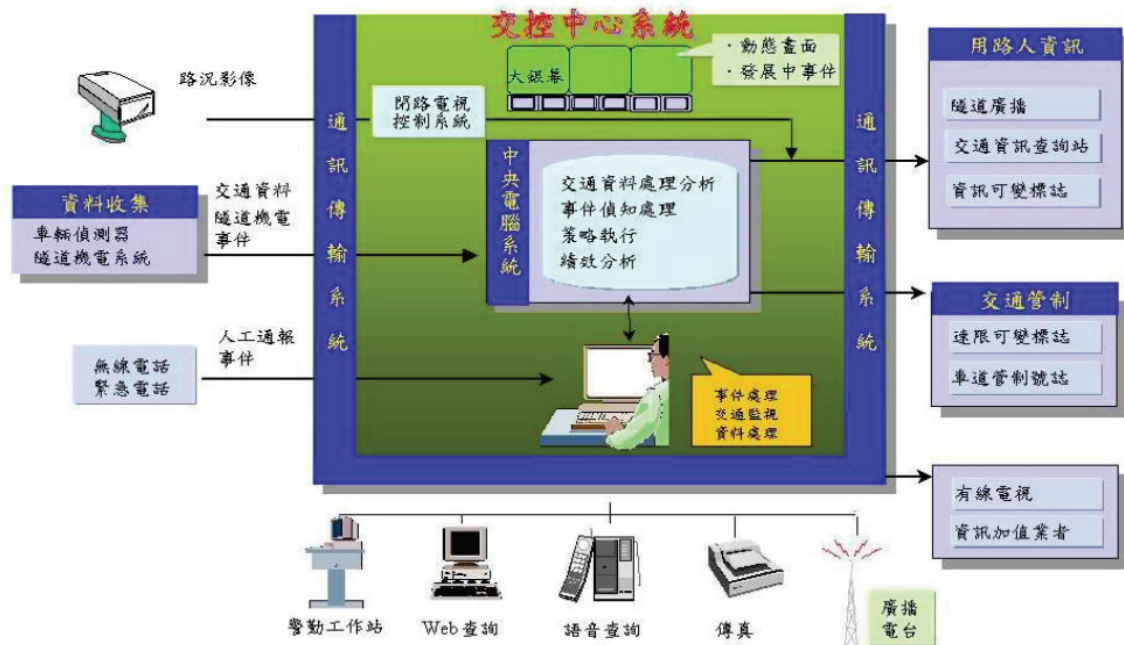 交控中心系統
大銀幕
・動態畫面
・發展中事件
路況影像
閉路電視
控制系統
通訊傳輸系統
通訊傳輸系統
資料收集
車輛偵測器
隧道機電系統
交通資料
隧道機電
事件
中央電腦系統
交通資料處理分析
事件偵知處理
策略執行
績效分析
無線電話
緊急電話
人工通報
事件
事件處理
交通監視
資料處理
用路人資訊
隧道廣播
交通資訊查詢站
資訊可變標誌
交通管制
速限可變標誌
車道管制號誌
有線電視
資訊加值業者
警勤工作站
Web查詢
語音查詢
傳真
廣播
電台